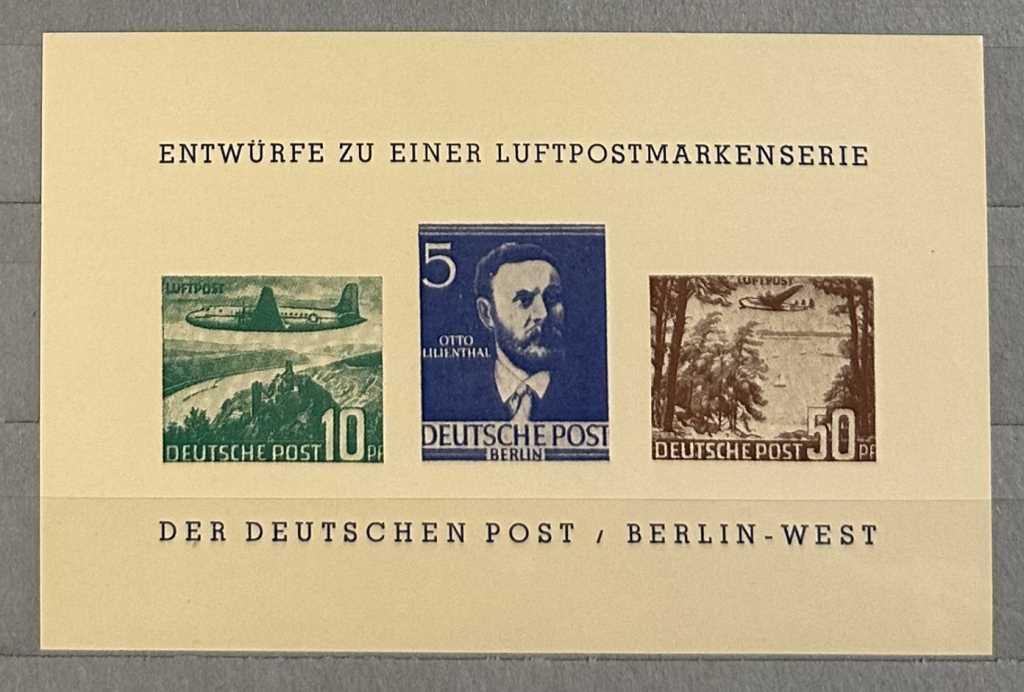 ENTWÜRFE ZU EINER LUFTPOSTMARKENSERIE
LUFTPOST
DEUTSCHE POST 10 PF
5
OTTO
LILIENTHAL
DEUTSCHE POST
BERLIN
LUFTPOST
DEUTSCHE POST 50 PF
DER DEUTSCHEN POST / BERLIN-WEST